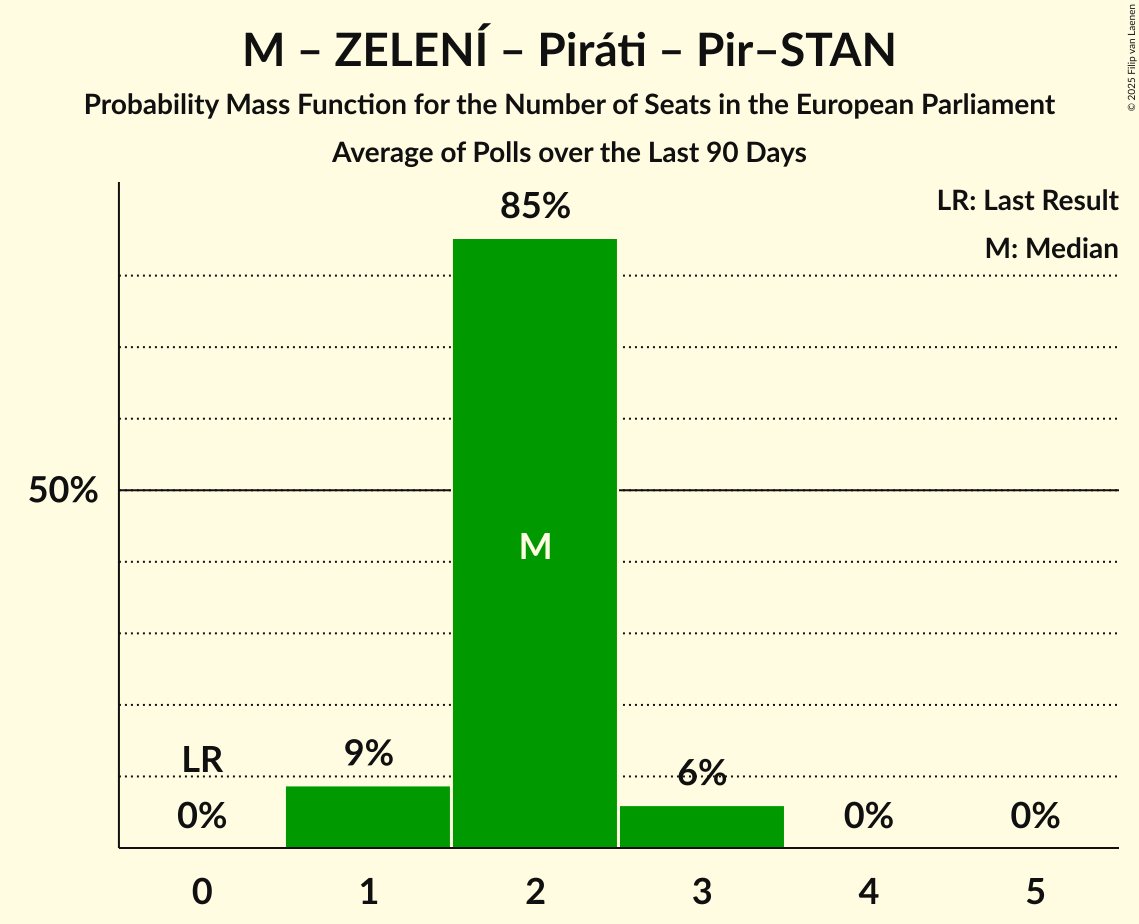 M – ZELENÍ – Piráti – Pir–STAN
Probability Mass Function for the Number of Seats in the European Parliament
Average of Polls over the Last 90 Days
© 2025 Filip van Laenen
LR: Last Result
M: Median
85%
50%
M
LR
9%
6%
0%
0%
0%
0 1 2 3 4 5